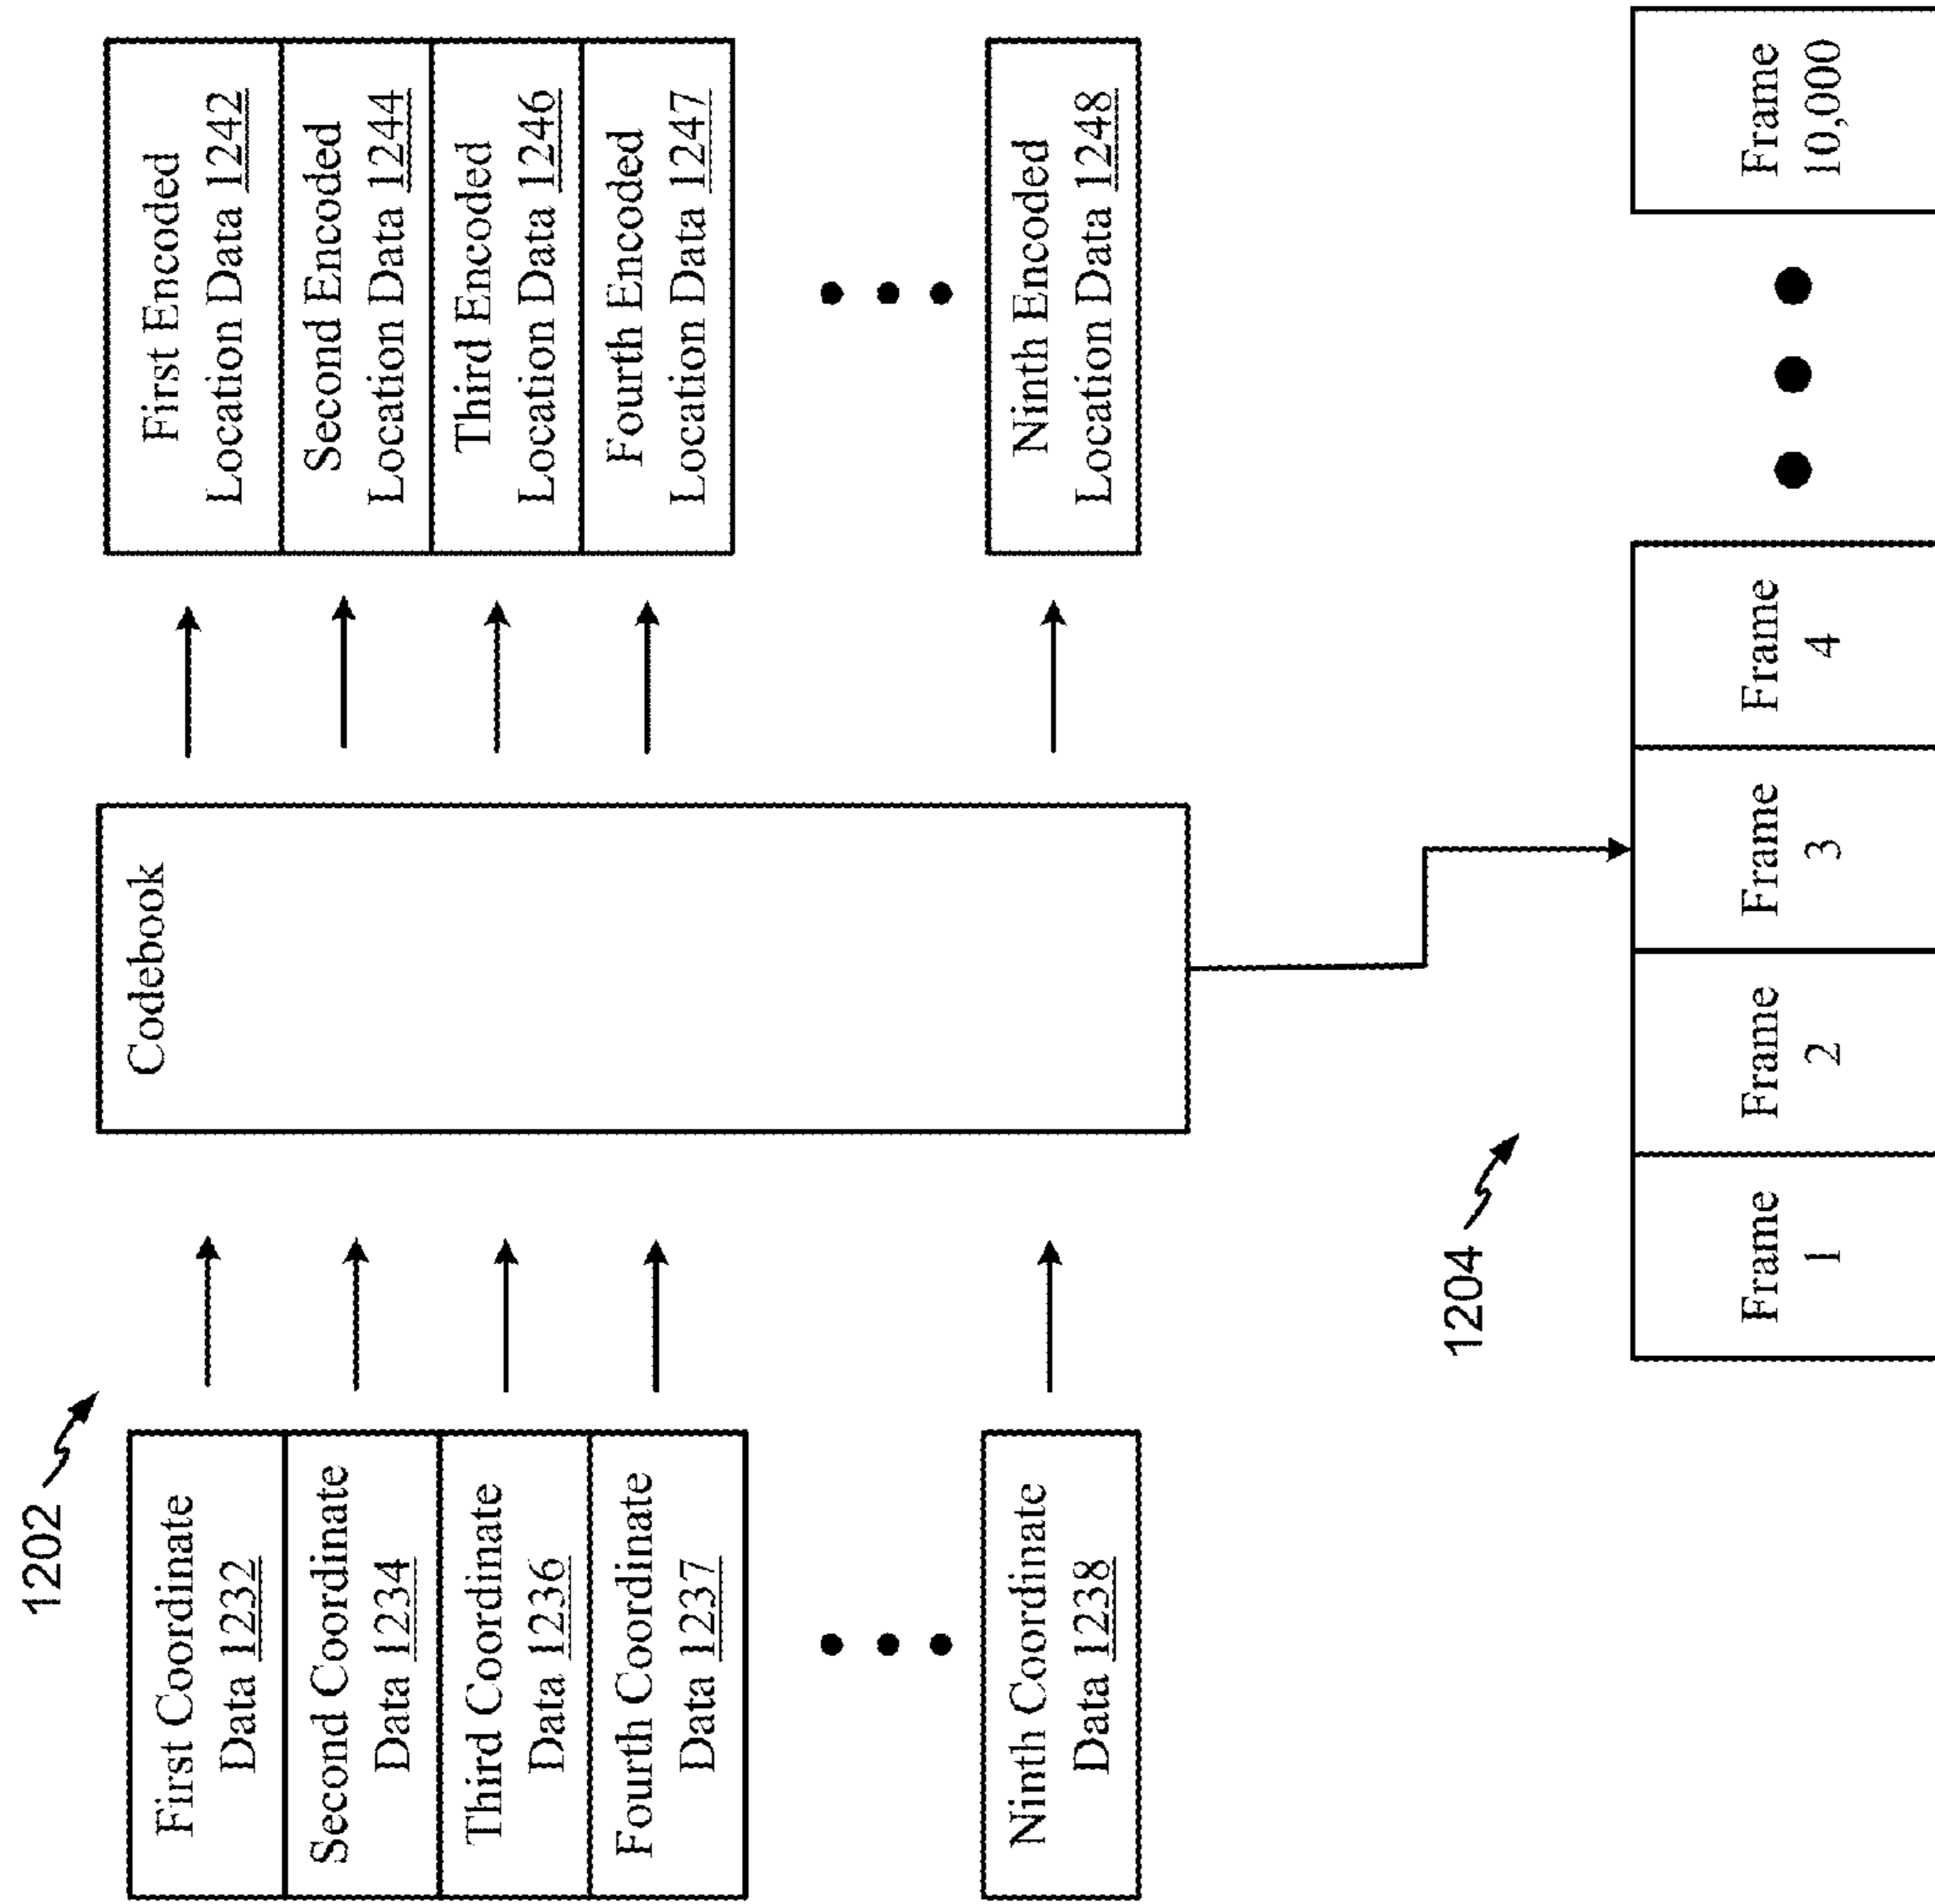 1202
First Coordinate
Data 1232
Second Coordinate
Data 1234
Third Coordinate
Data 1236
Fourth Coordinate
Data 1237
Ninth Coordinate
Data 1238
Codebook
First Encoded
Location Data 1242
Second Encoded
Location Data 1244
Third Encoded
Location Data 1246
Fourth Encoded
Location Data 1247
Ninth Encoded
Location Data 1248
1204
Frame
1
Frame
2
Frame
3
Frame
4
Frame
10,000